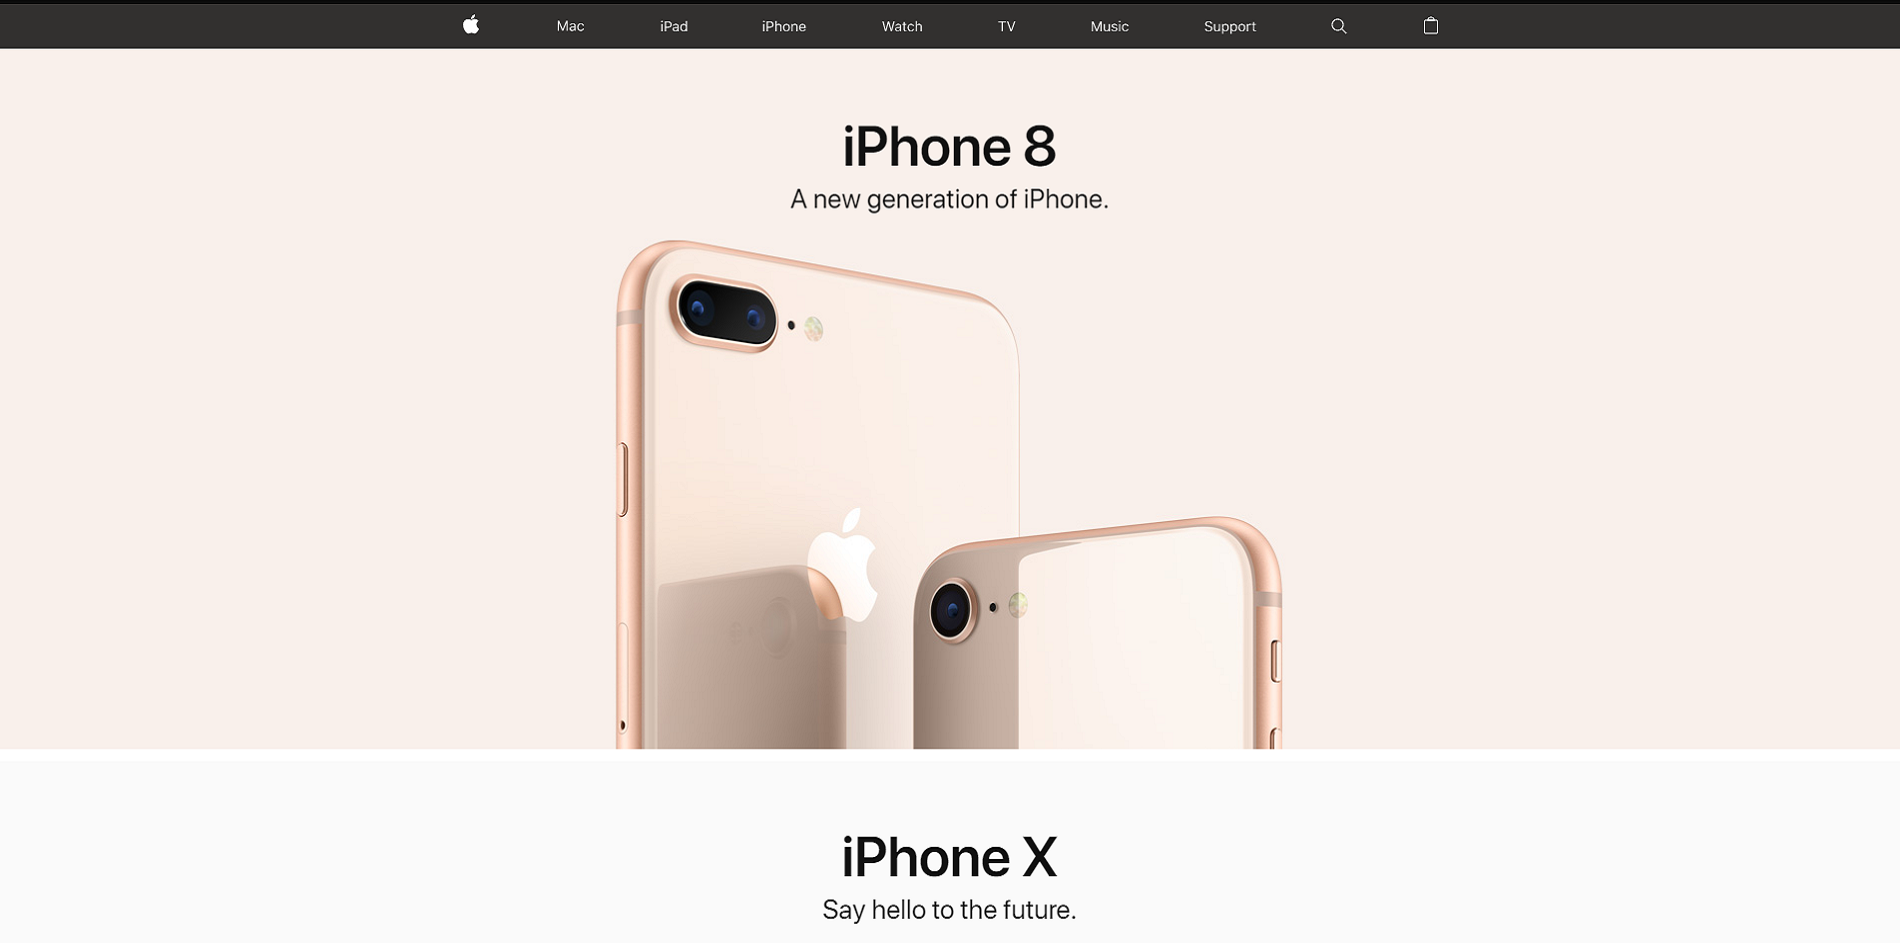 Mac iPad iPhone Watch TV Music Support
iPhone 8
A new generation of iPhone.
iPhone X
Say hello to the future.